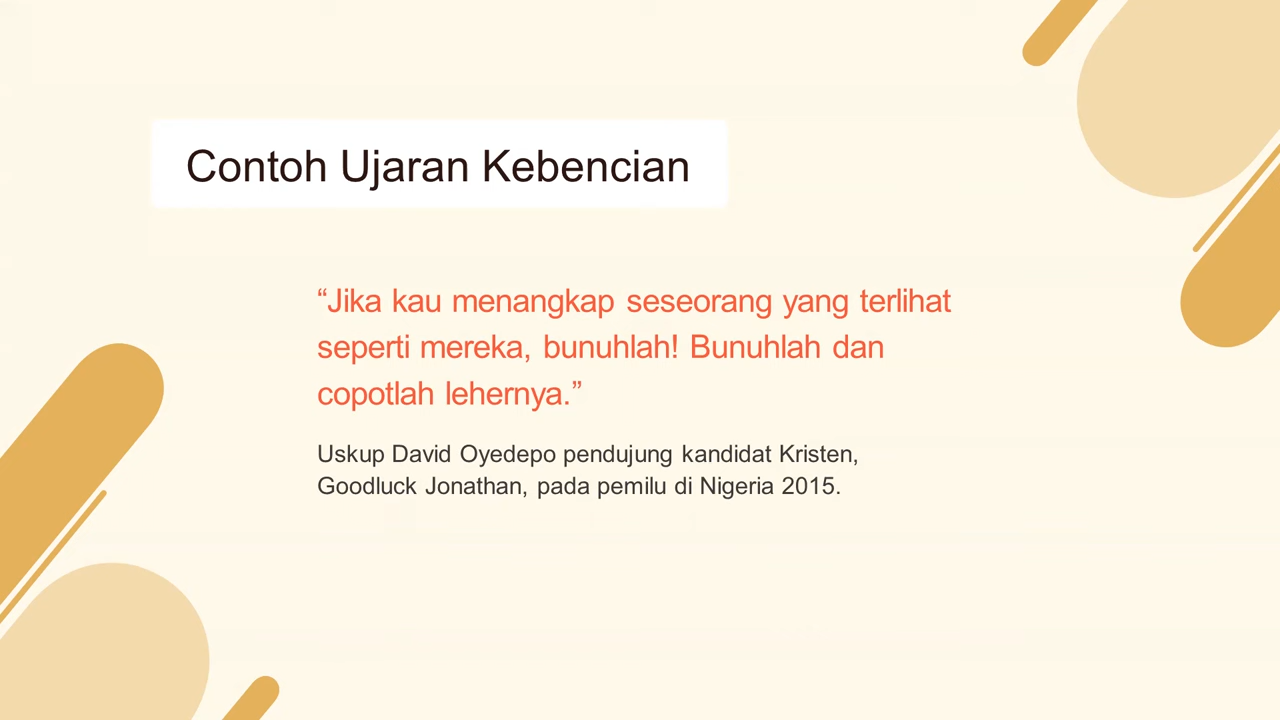 Contoh Ujaran Kebencian
“Jika kau menangkap seseorang yang terlihat
seperti mereka, bunuhlah! Bunuhlah dan
copotlah lehernya.”
Uskup David Oyedepo pendujung kandidat Kristen,
Goodluck Jonathan, pada pemilu di Nigeria 2015.